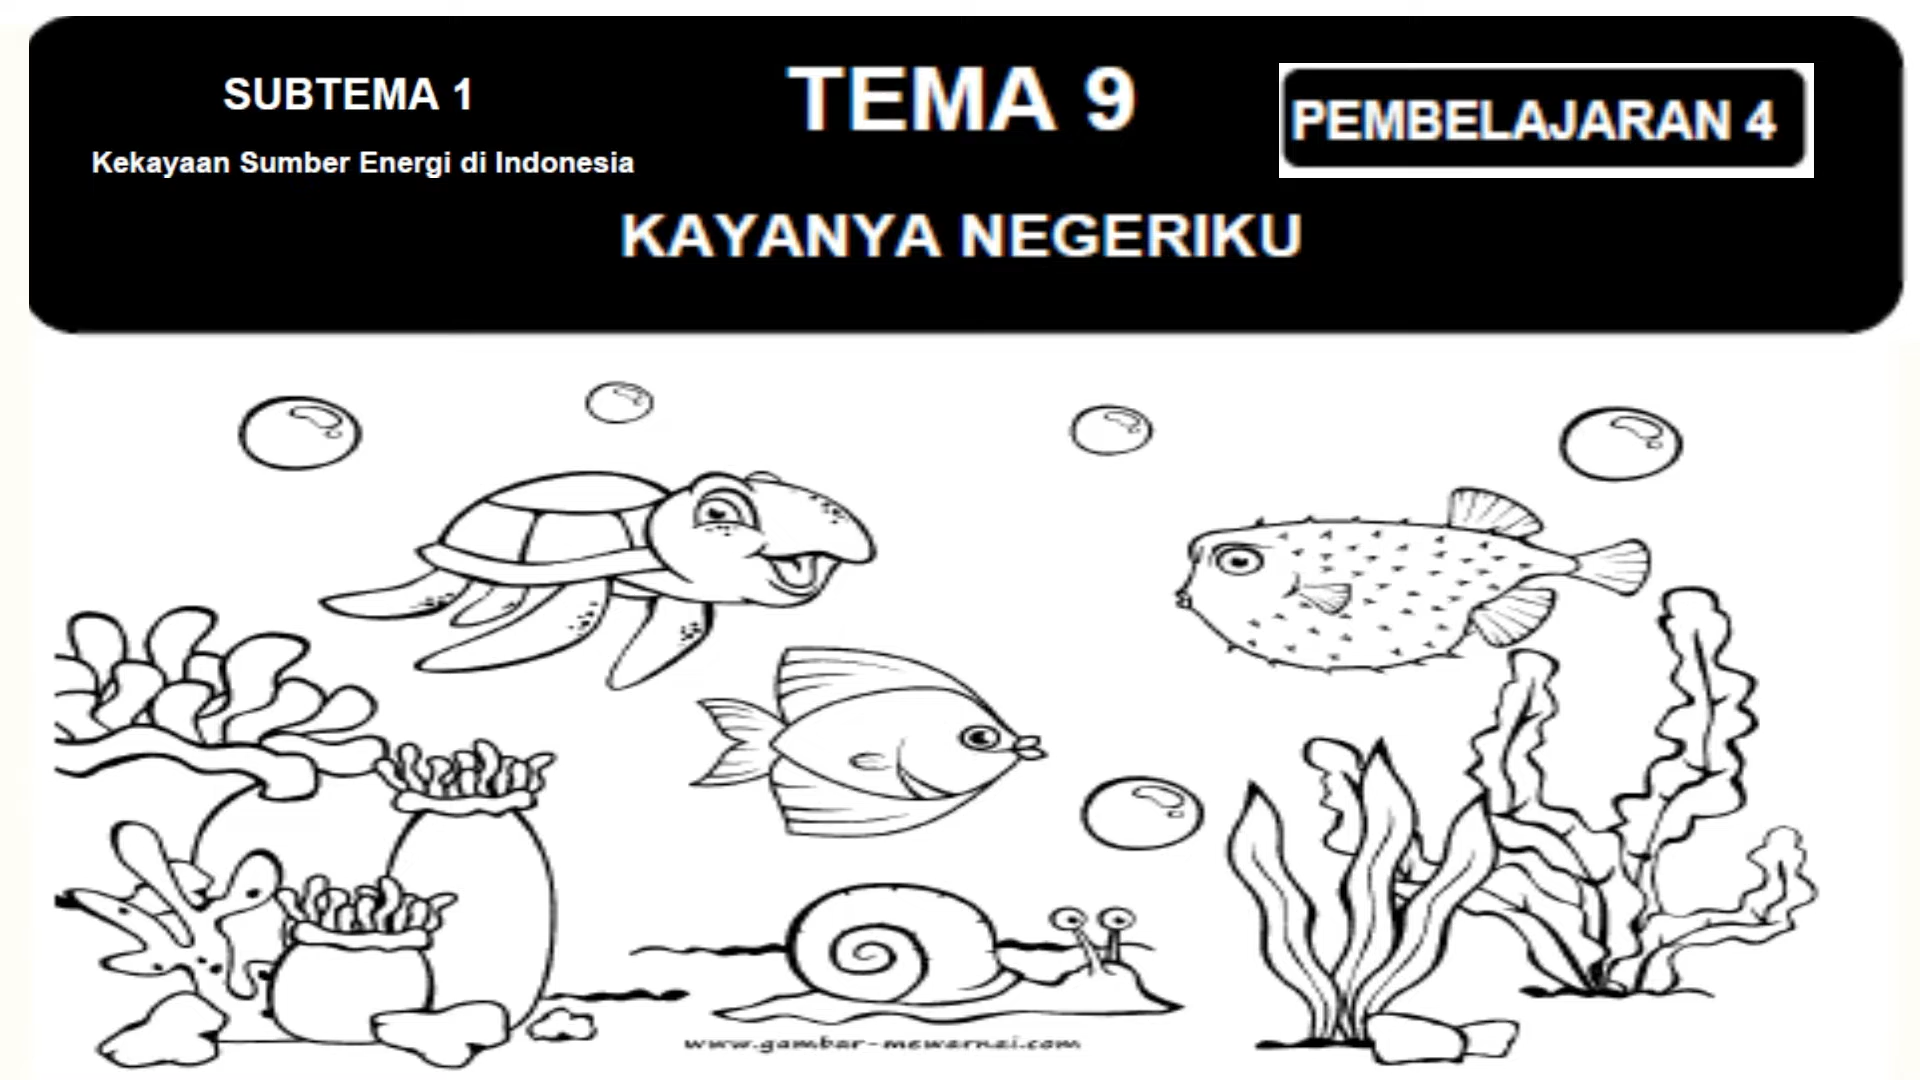 SUBTEMA 1
Kekayaan Sumber Energi di Indonesia
TEMA 9
PEMBELAJARAN 4
KAYANYA NEGERIKU
www.gambar-mewarnai.com